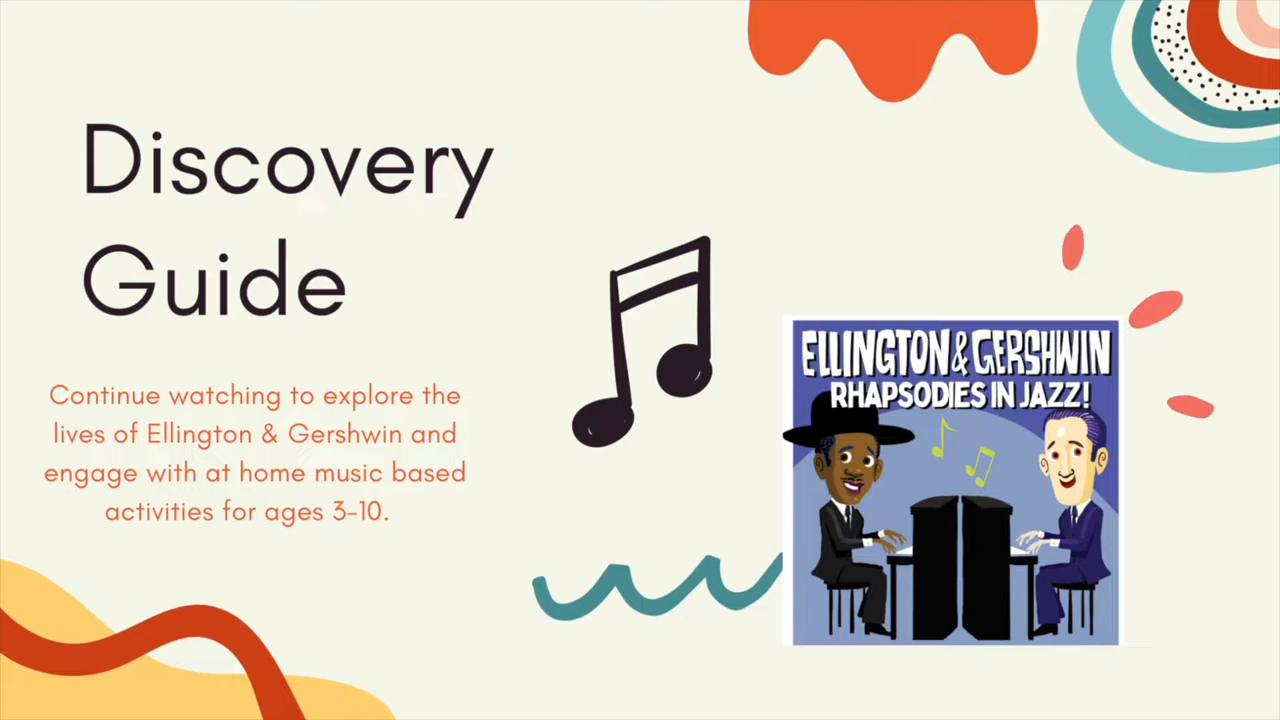 Discovery
Guide
Continue watching to explore the
lives of Ellington & Gershwin and
engage with at home music based
activities for ages 3-10.
ELLINGTON & GERSHWIN
RHAPSODIES IN JAZZ!